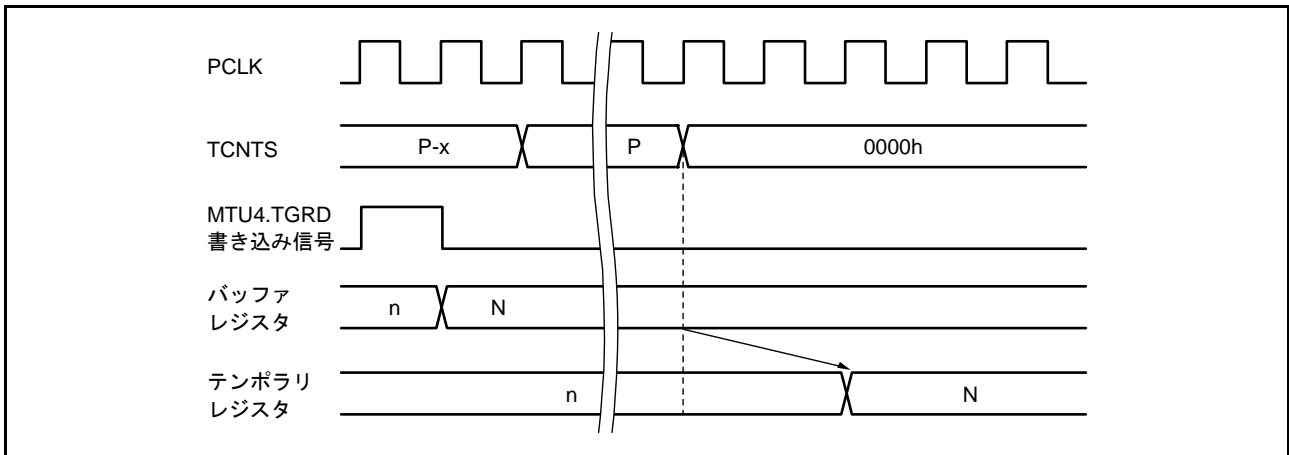 PCLK
TCNTS
P-x
P
0000h
MTU4.TGRD
書き込み信号
バッファ
レジスタ
n
N
テンポラリ
レジスタ
n
N